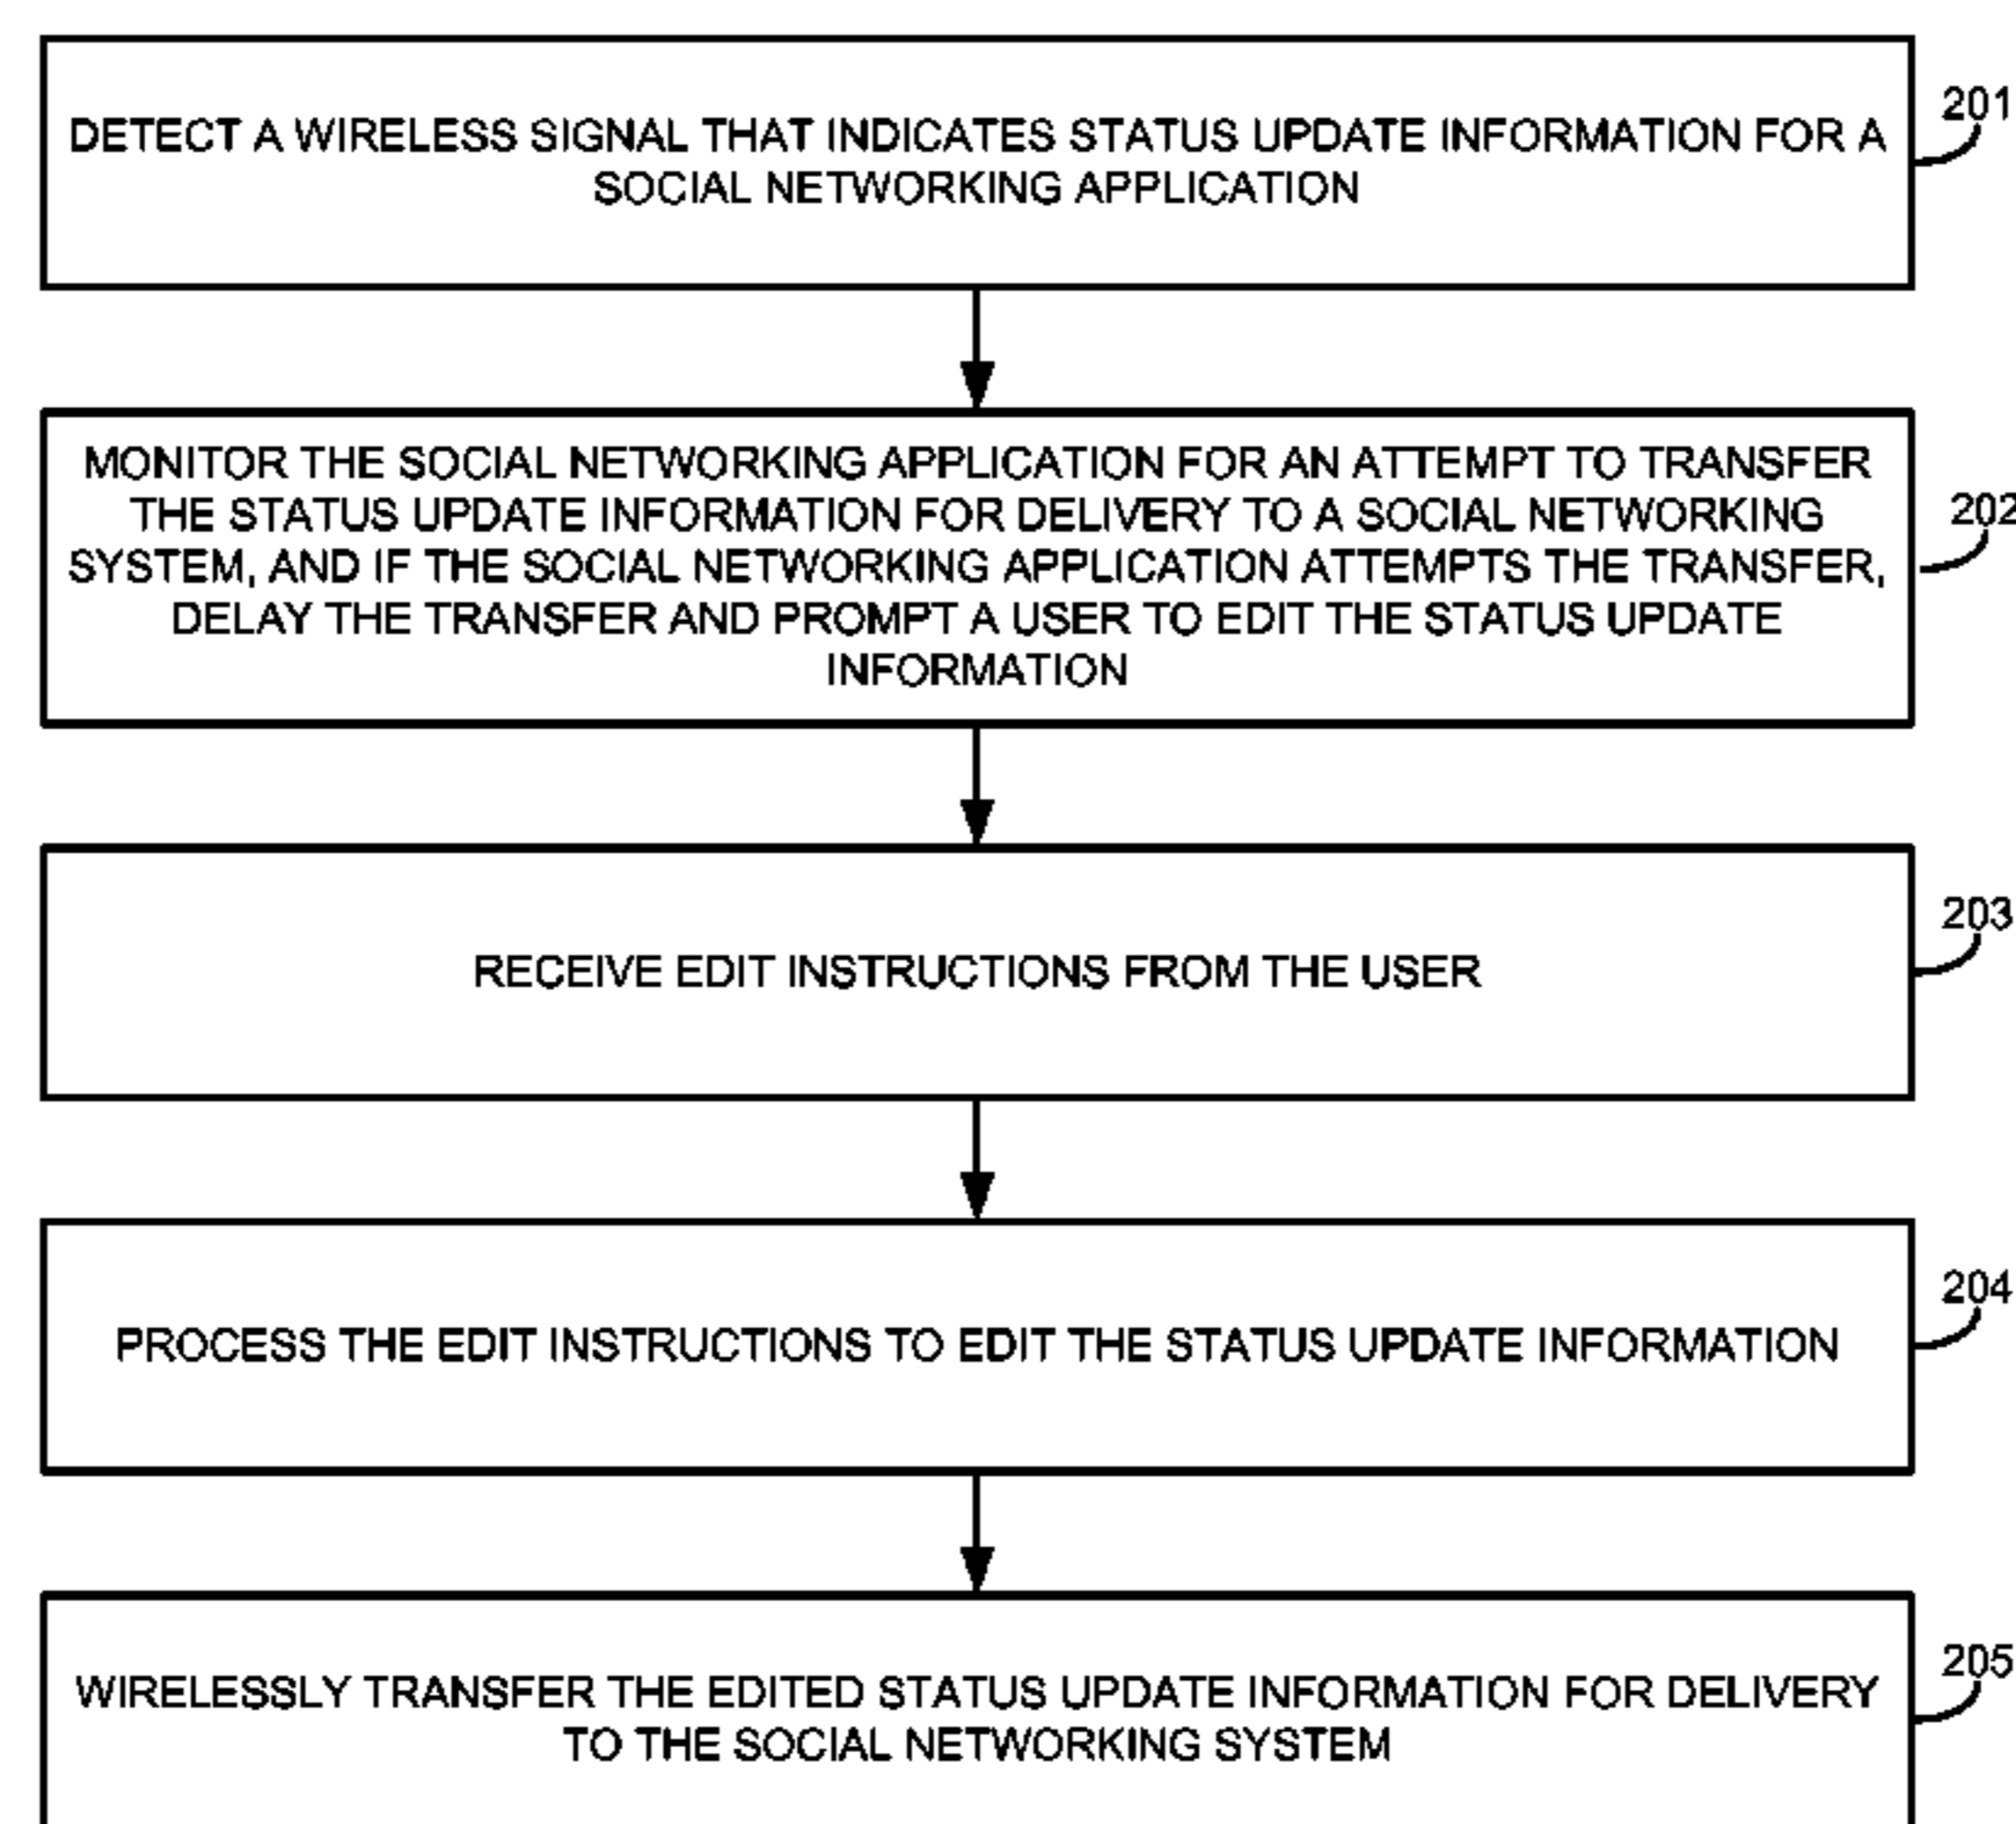 201
DETECT A WIRELESS SIGNAL THAT INDICATES STATUS UPDATE INFORMATION FOR A
SOCIAL NETWORKING APPLICATION
MONITOR THE SOCIAL NETWORKING APPLICATION FOR AN ATTEMPT TO TRANSFER
THE STATUS UPDATE INFORMATION FOR DELIVERY TO A SOCIAL NETWORKING
202
SYSTEM, AND IF THE SOCIAL NETWORKING APPLICATION ATTEMPTS THE TRANSFER,
DELAY THE TRANSFER AND PROMPT A USER TO EDIT THE STATUS UPDATE
INFORMATION
203
RECEIVE EDIT INSTRUCTIONS FROM THE USER
204
PROCESS THE EDIT INSTRUCTIONS TO EDIT THE STATUS UPDATE INFORMATION
205
WIRELESSLY TRANSFER THE EDITED STATUS UPDATE INFORMATION FOR DELIVERY
TO THE SOCIAL NETWORKING SYSTEM